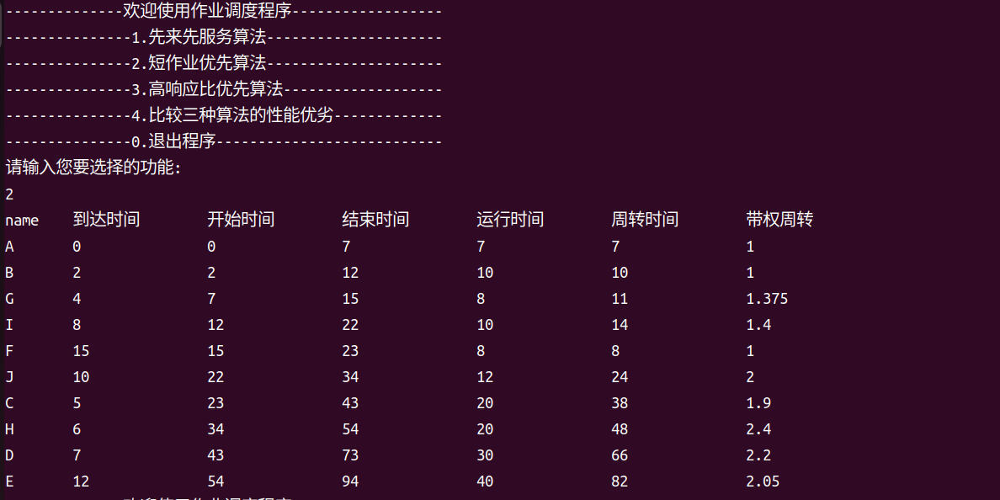 --------------欢迎使用作业调度程序------------------
---------------1.先来先服务算法---------------------
---------------2.短作业优先算法---------------------
---------------3.高响应比优先算法-------------------
---------------4.比较三种算法的性能优劣-------------
---------------0.退出程序---------------------------
请输入您要选择的功能:
2
name 到达时间 开始时间 结束时间 运行时间 周转时间 带权周转
A 0 0 7 7 7 1
B 2 2 12 10 10 1
G 4 7 15 8 11 1.375
I 8 12 22 10 14 1.4
F 15 15 23 8 8 1
J 10 22 34 12 24 2
C 5 23 43 20 38 1.9
H 6 34 54 20 48 2.4
D 7 43 73 30 66 2.2
E 12 54 94 40 82 2.05